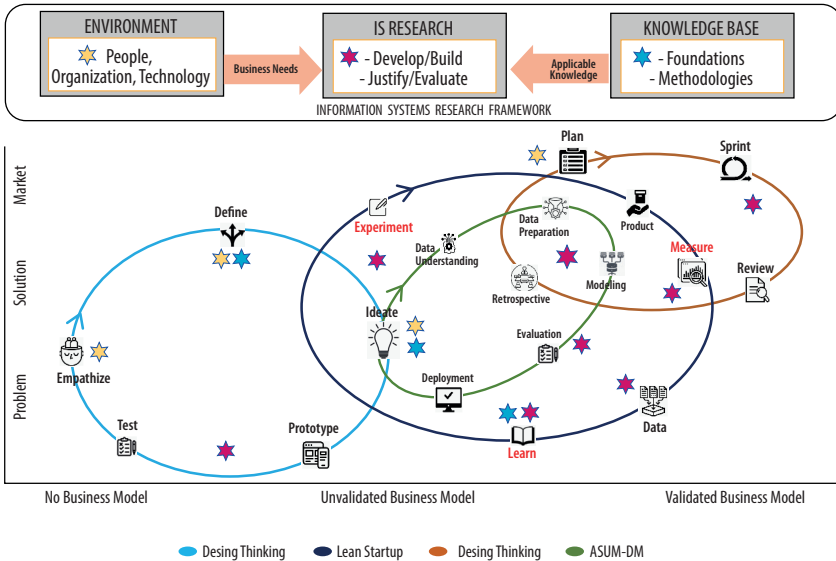 ENVIRONMENT
People,
Organization, Technology
Business Needs
IS RESEARCH
- Develop/Build
- Justify/Evaluate
Applicable
Knowledge
KNOWLEDGE BASE
- Foundations
- Methodologies
INFORMATION SYSTEMS RESEARCH FRAMEWORK
Market
Solution
Problem
Plan
Sprint
Define
Experiment
Data
Preparation
Product
Data
Understanding
Measure
Retrospective
Modeling
Review
Ideate
Evaluation
Empathize
Deployment
Test
Prototype
Data
Learn
No Business Model
Unvalidated Business Model
Validated Business Model
Desing Thinking
Lean Startup
Desing Thinking
ASUM-DM